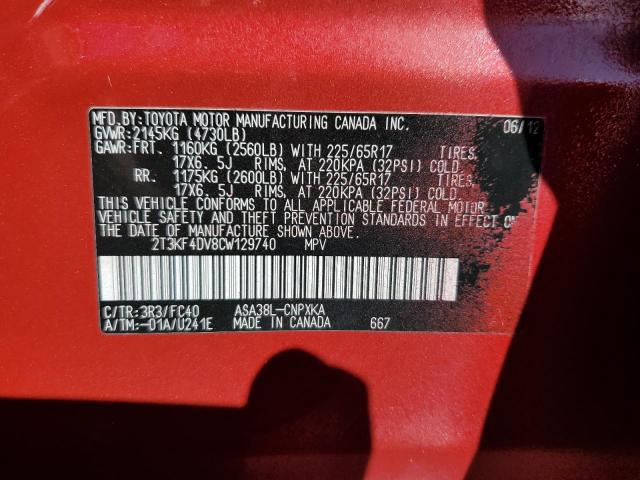 MFD.BY:TOYOTA MOTOR MANUFACTURING CANADA INC. 06/12
GVWR:2145KG (4730LB)
GAWR:FRT. 1160KG (2560LB) WITH 225/65R17 TIRES,
17X6. 5J RIMS, AT 220KPA (32PSI) COLD.
RR. 1175KG (2600LB) WITH 225/65R17 TIRES,
17X6. 5J RIMS, AT 220KPA (32PSI) COLD.
THIS VEHICLE CONFORMS TO ALL APPLICABLE FEDERAL MOTOR
VEHICLE SAFETY AND THEFT PREVENTION STANDARDS IN EFFECT ON
THE DATE OF MANUFACTURE SHOWN ABOVE.
2T3KF4DV8CW129740 MPV
C/TR:3R3/FC40 ASA38L-CNPXKA
A/TM:-01A/U241E MADE IN CANADA 667